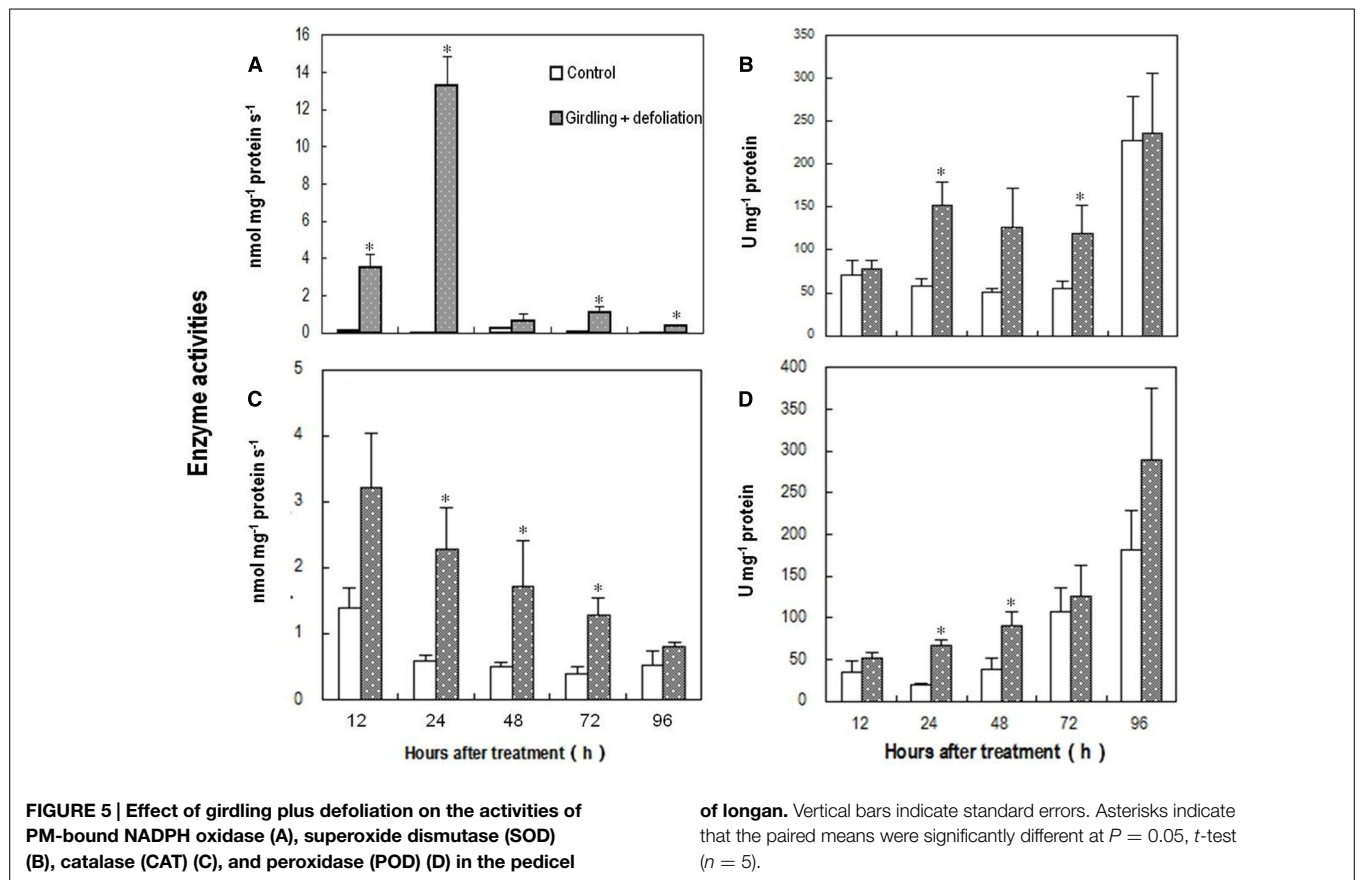 Enzyme activities
A
nmol mg⁻¹ protein s⁻¹
16
14
12
10
8
6
4
2
0
*
*
*
*
Control
Girdling + defoliation
B
U mg⁻¹ protein
350
300
250
200
150
100
50
0
*
*
C
nmol mg⁻¹ protein s⁻¹
5
4
3
2
1
0
*
*
*
12 24 48 72 96
Hours after treatment ( h )
D
U mg⁻¹ protein
400
350
300
250
200
150
100
50
0
*
*
12 24 48 72 96
Hours after treatment ( h )
FIGURE 5 | Effect of girdling plus defoliation on the activities of
PM-bound NADPH oxidase (A), superoxide dismutase (SOD)
(B), catalase (CAT) (C), and peroxidase (POD) (D) in the pedicel
of longan. Vertical bars indicate standard errors. Asterisks indicate
that the paired means were significantly different at P = 0.05, t-test
(n = 5).